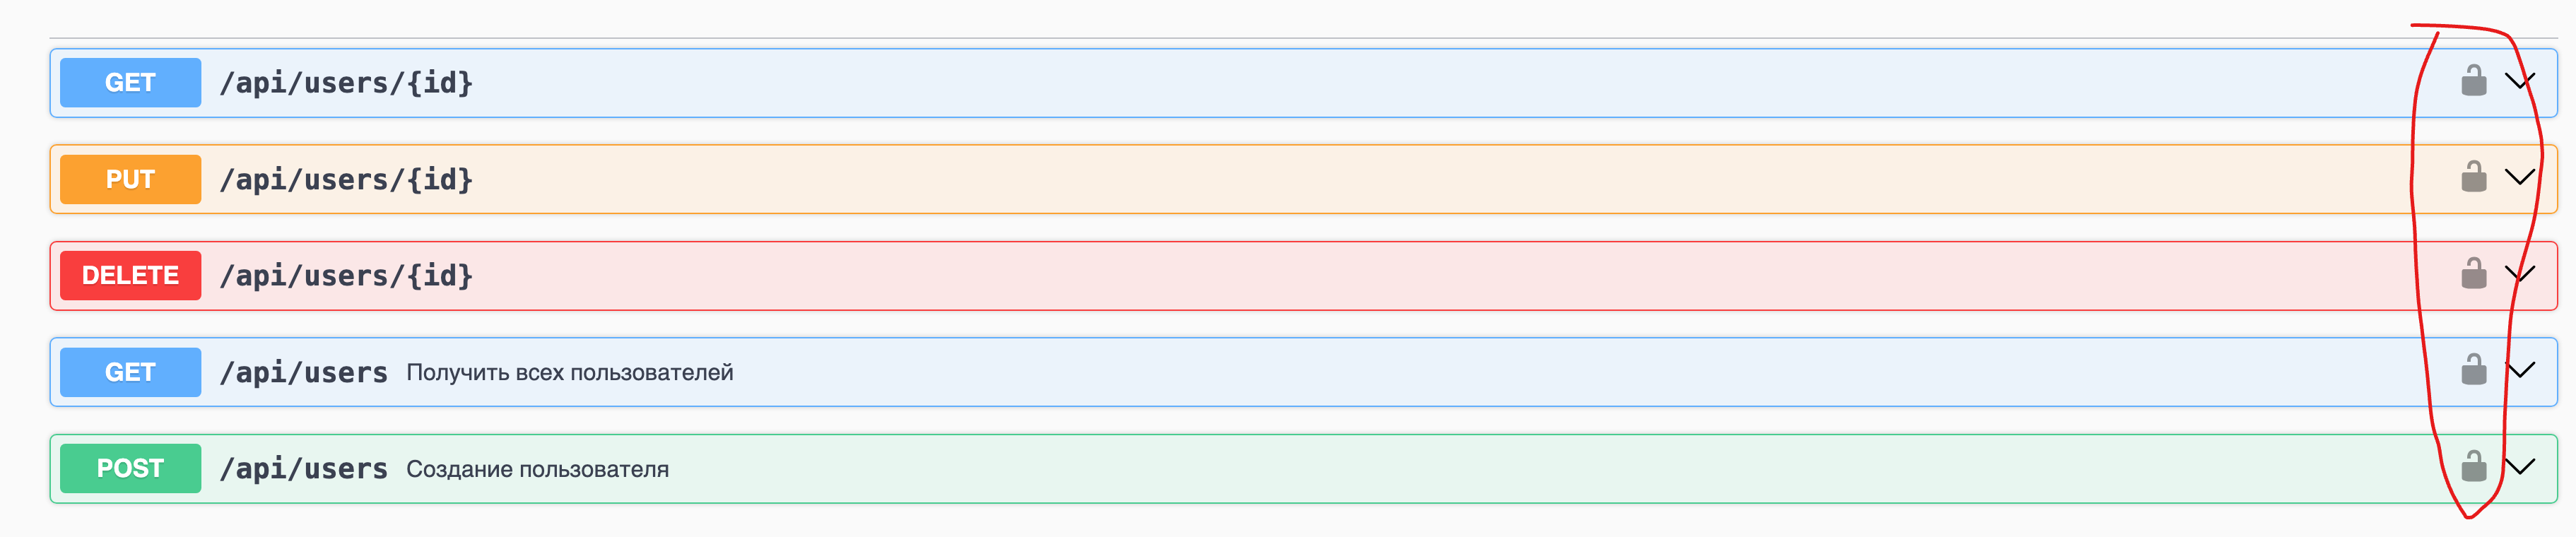 GET /api/users/{id}
PUT /api/users/{id}
DELETE /api/users/{id}
GET /api/users Получить всех пользователей
POST /api/users Создание пользователя